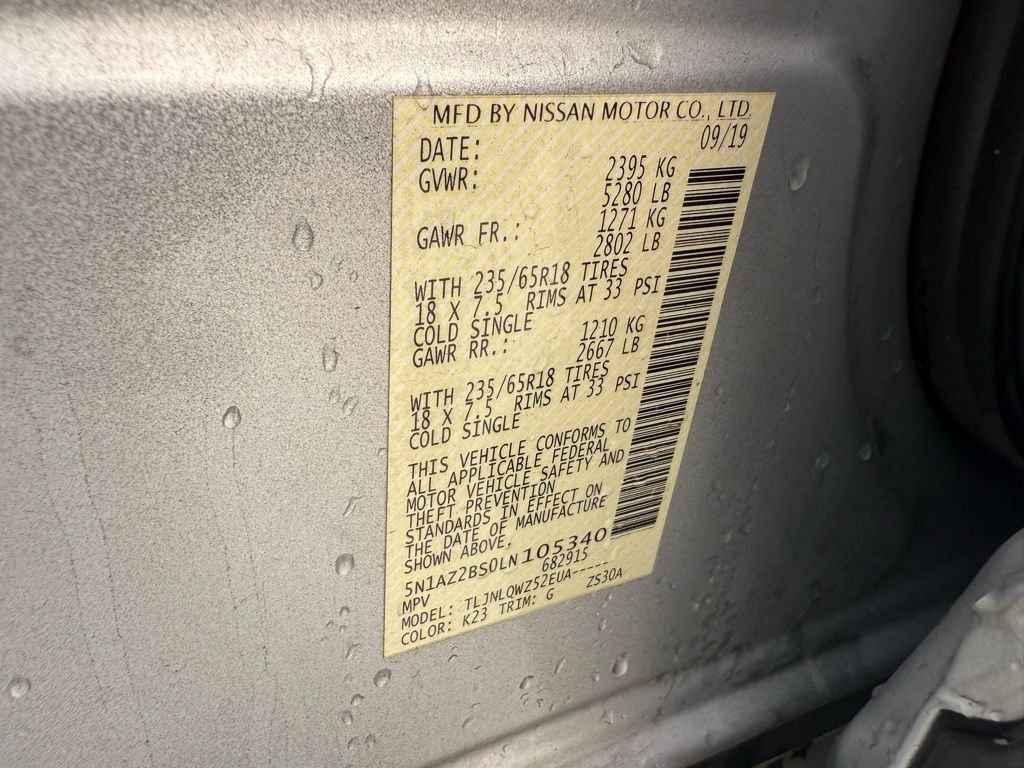 MFD BY NISSAN MOTOR CO., LTD.
DATE: 09/19
GVWR: 2395 KG
5280 LB
GAWR FR.: 1271 KG
2802 LB
WITH 235/65R18 TIRES
18 X 7.5 RIMS AT 33 PSI
COLD SINGLE
GAWR RR.: 1210 KG
2667 LB
WITH 235/65R18 TIRES
18 X 7.5 RIMS AT 33 PSI
COLD SINGLE
THIS VEHICLE CONFORMS TO
ALL APPLICABLE FEDERAL
MOTOR VEHICLE SAFETY AND
THEFT PREVENTION
STANDARDS IN EFFECT ON
THE DATE OF MANUFACTURE
SHOWN ABOVE.
5N1AZ2BS0LN105340
MPV 682915
MODEL: TLJNLQWZ52EUA-----
COLOR: K23 TRIM: G ZS30A